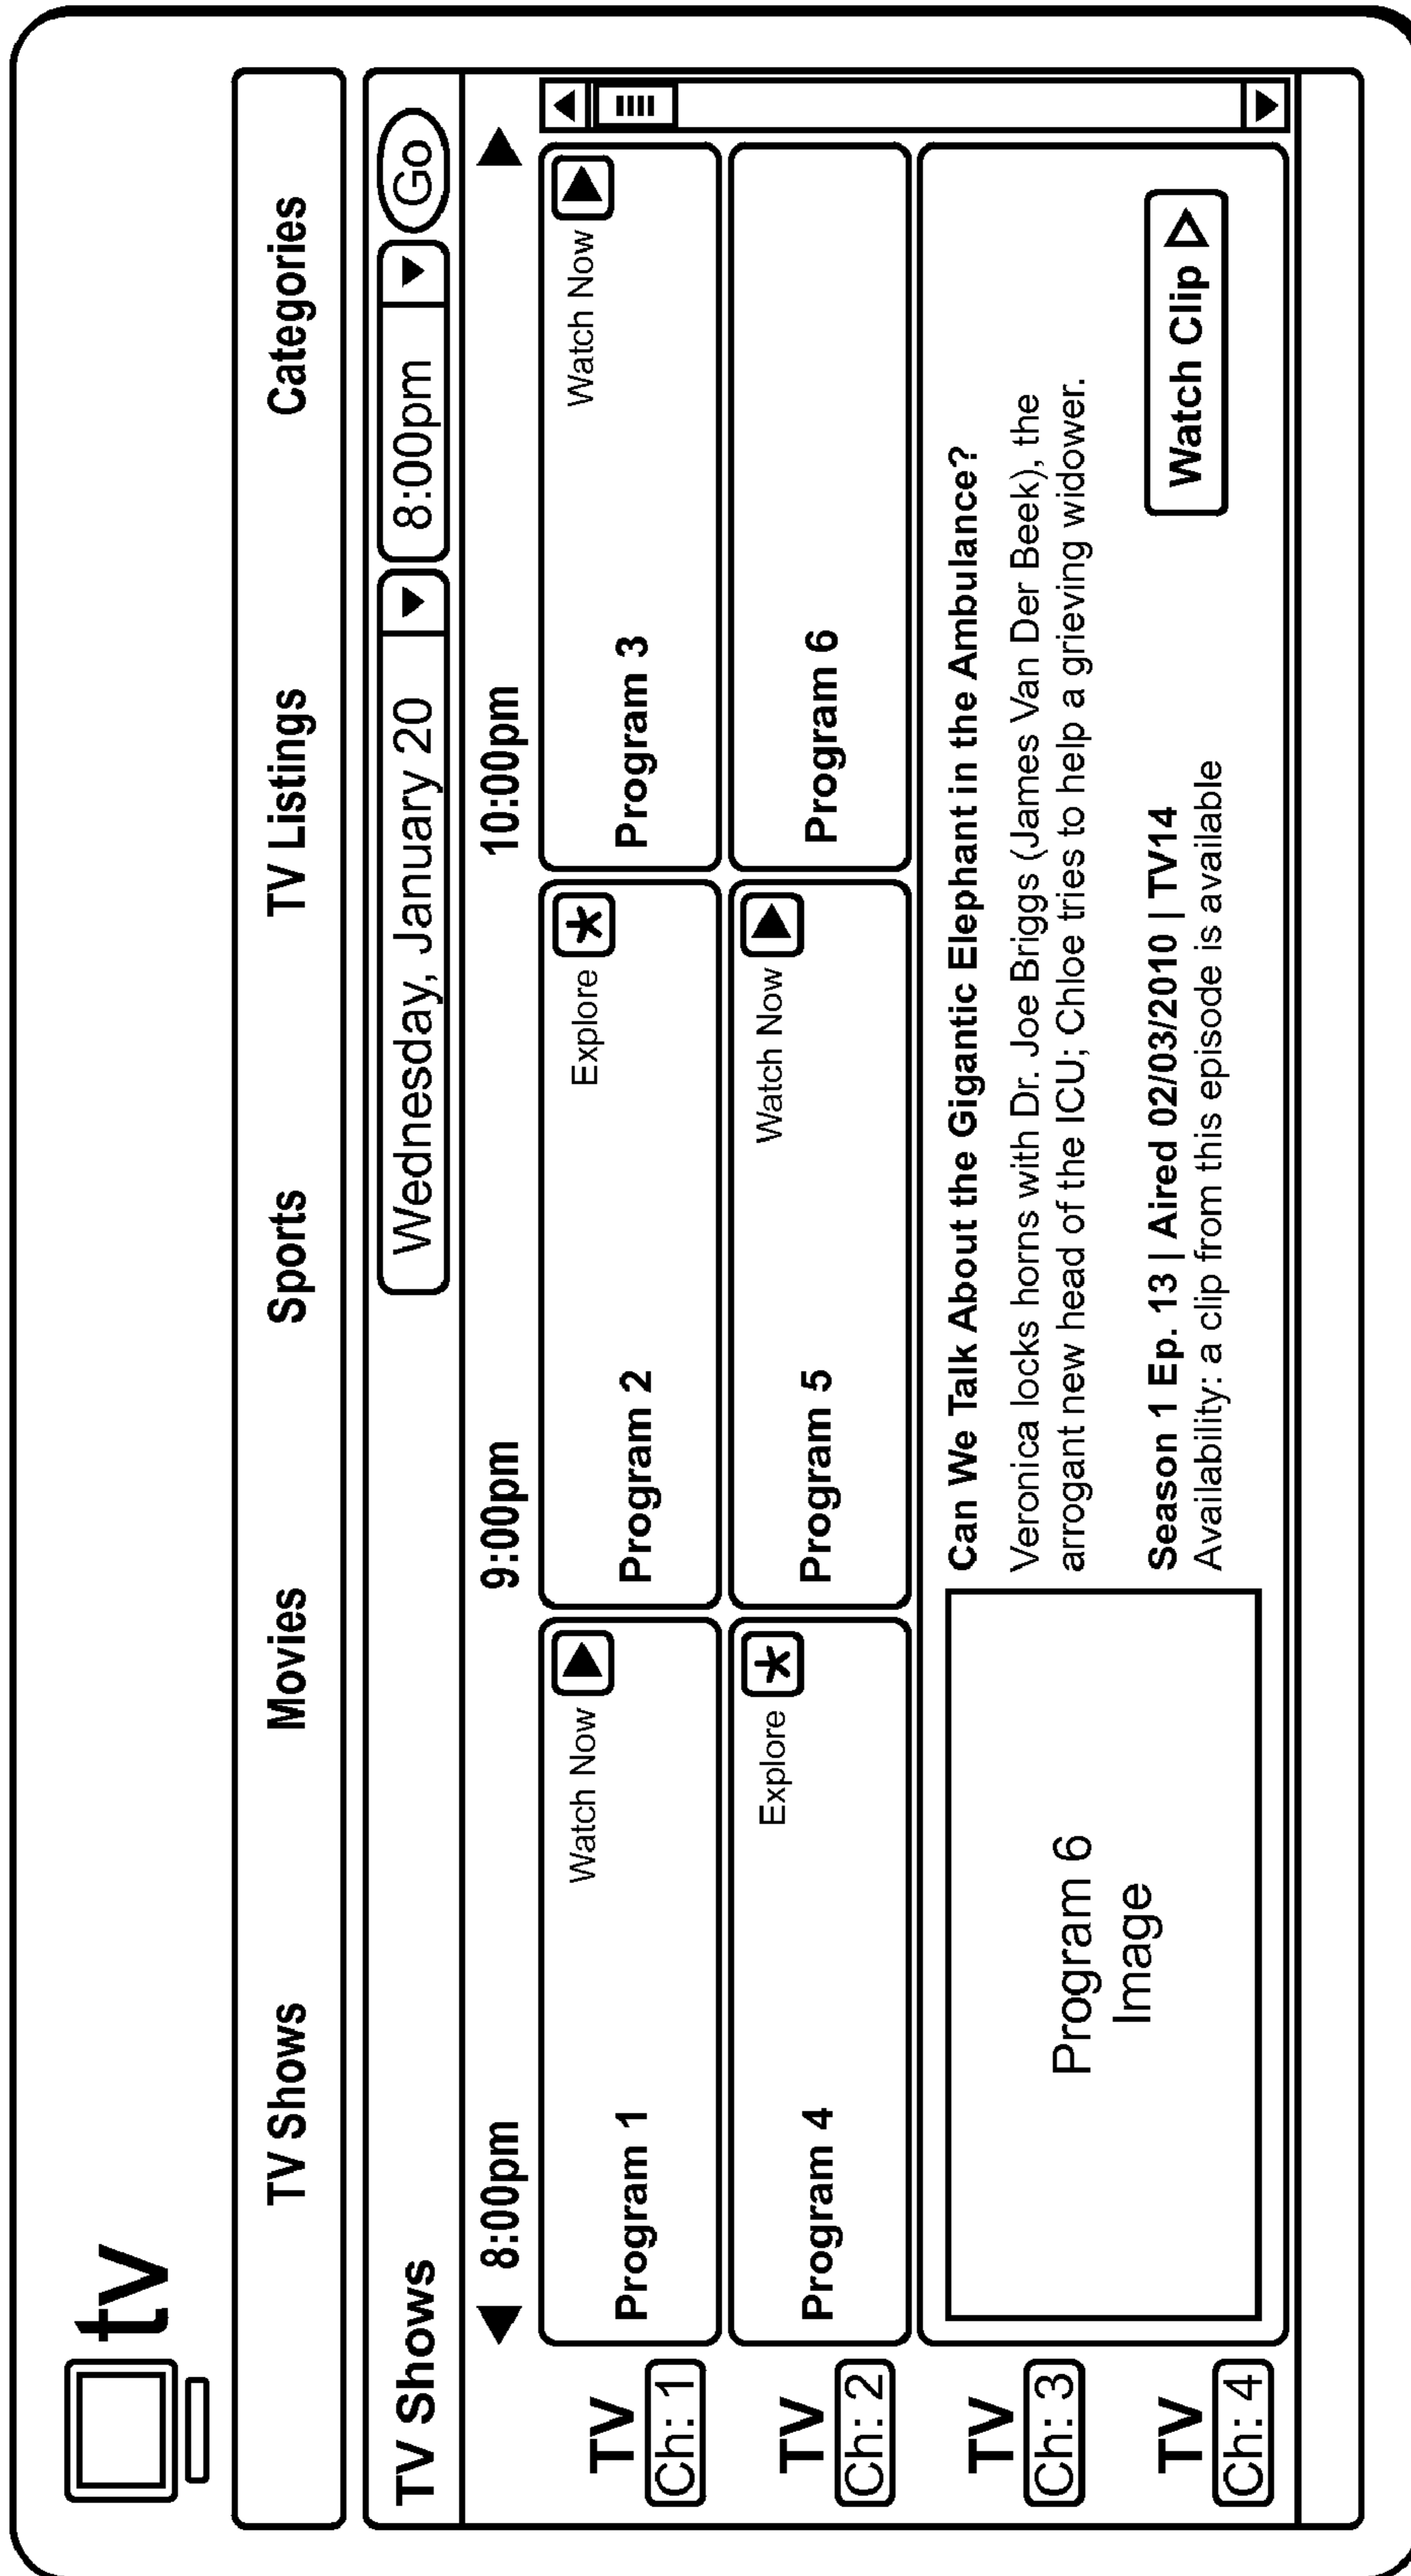 tv
TV Shows Movies Sports TV Listings Categories
TV Shows Wednesday, January 20 8:00pm Go
8:00pm 9:00pm 10:00pm
TV
Ch: 1
Program 1 Watch Now
Program 2 Explore
Program 3 Watch Now
TV
Ch: 2
Program 4 Explore
Program 5 Watch Now
Program 6
TV
Ch: 3
TV
Ch: 4
Program 6
Image
Can We Talk About the Gigantic Elephant in the Ambulance?
Veronica locks horns with Dr. Joe Briggs (James Van Der Beek), the
arrogant new head of the ICU; Chloe tries to help a grieving widower.
Season 1 Ep. 13 | Aired 02/03/2010 | TV14
Availability: a clip from this episode is available
Watch Clip